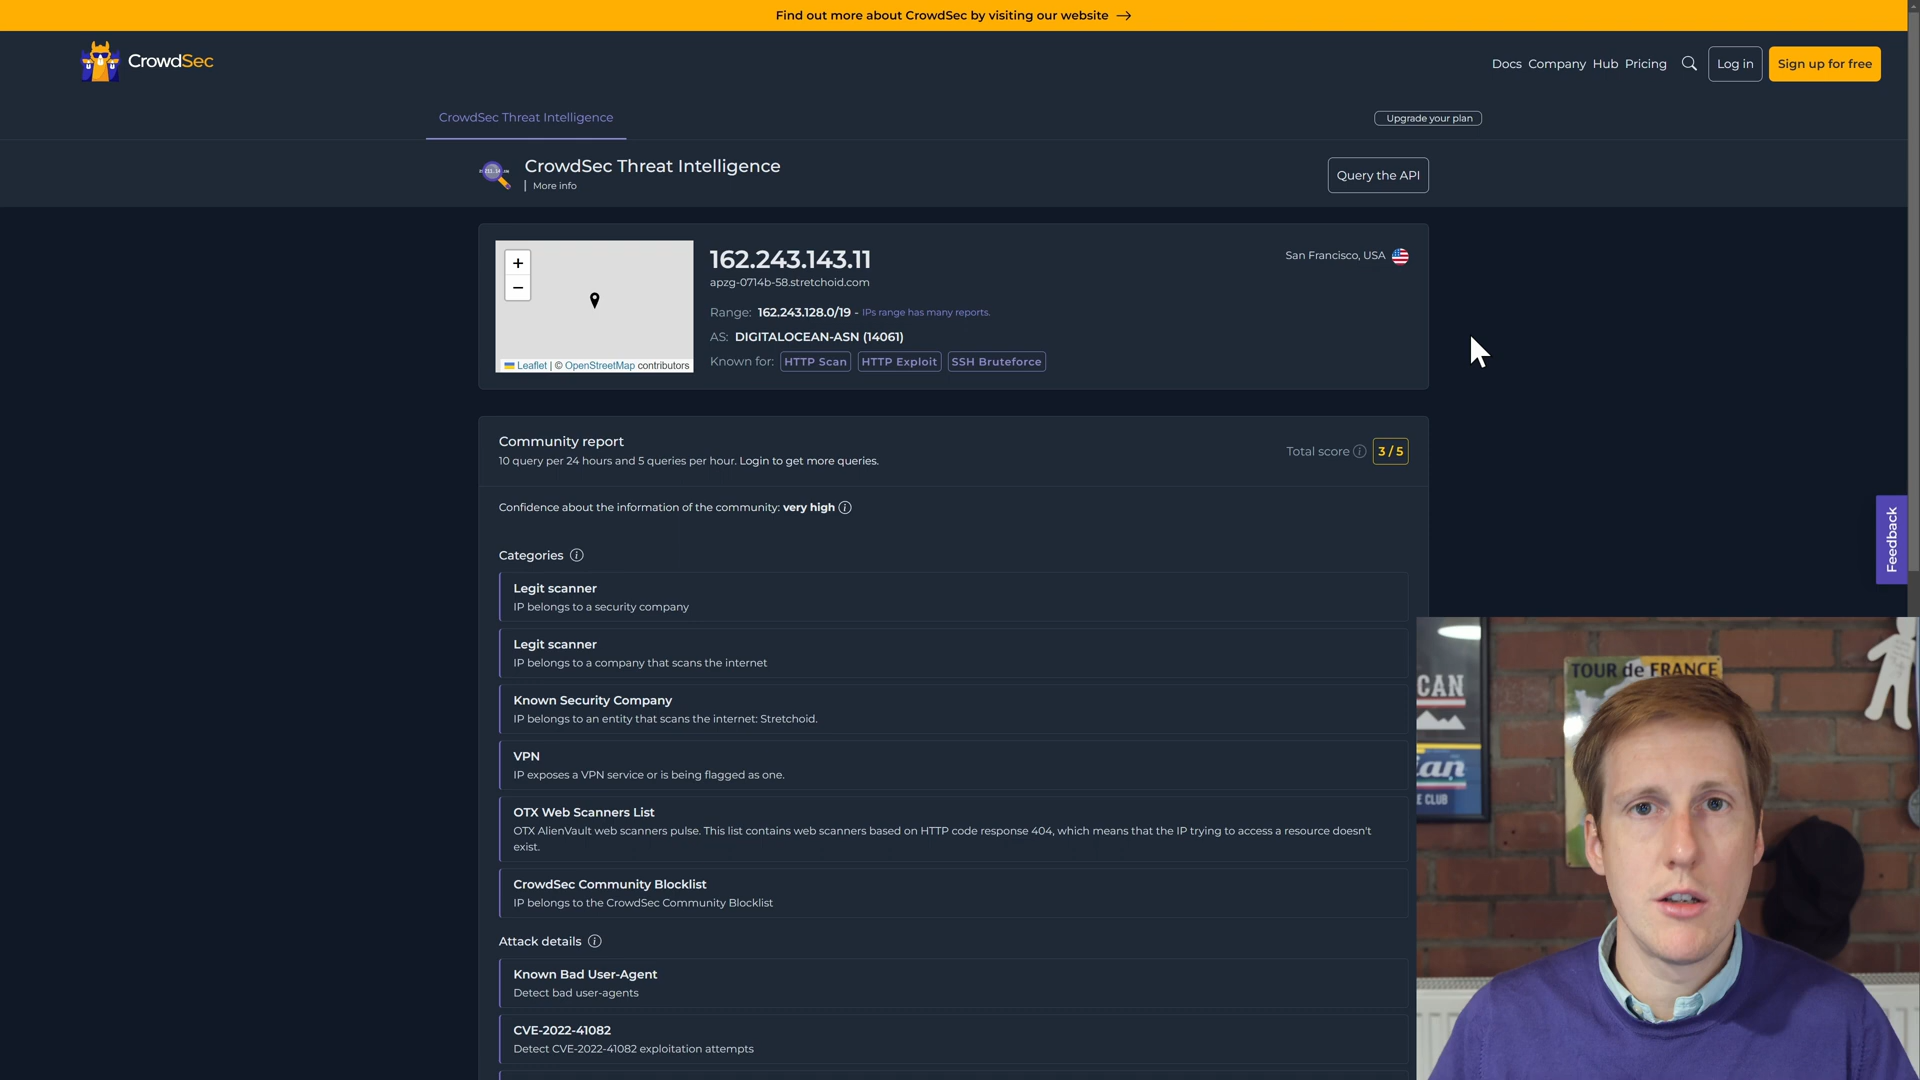 Find out more about CrowdSec by visiting our website →
CrowdSec
Docs Company Hub Pricing
Log in
Sign up for free
CrowdSec Threat Intelligence
Upgrade your plan
CrowdSec Threat Intelligence
More info
Query the API
+
−
Leaflet | © OpenStreetMap contributors
162.243.143.11
apzg-0714b-58.stretchoid.com
San Francisco, USA
Range: 162.243.128.0/19 - IPs range has many reports.
AS: DIGITALOCEAN-ASN (14061)
Known for: HTTP Scan HTTP Exploit SSH Bruteforce
Community report
10 query per 24 hours and 5 queries per hour. Login to get more queries.
Total score 3 / 5
Confidence about the information of the community: very high
Categories
Legit scanner
IP belongs to a security company
Legit scanner
IP belongs to a company that scans the internet
Known Security Company
IP belongs to an entity that scans the internet: Stretchoid.
VPN
IP exposes a VPN service or is being flagged as one.
OTX Web Scanners List
OTX AlienVault web scanners pulse. This list contains web scanners based on HTTP code response 404, which means that the IP trying to access a resource doesn't
exist.
CrowdSec Community Blocklist
IP belongs to the CrowdSec Community Blocklist
Attack details
Known Bad User-Agent
Detect bad user-agents
CVE-2022-41082
Detect CVE-2022-41082 exploitation attempts
Feedback
CAN
an
E CLUB
TOUR de FRANCE